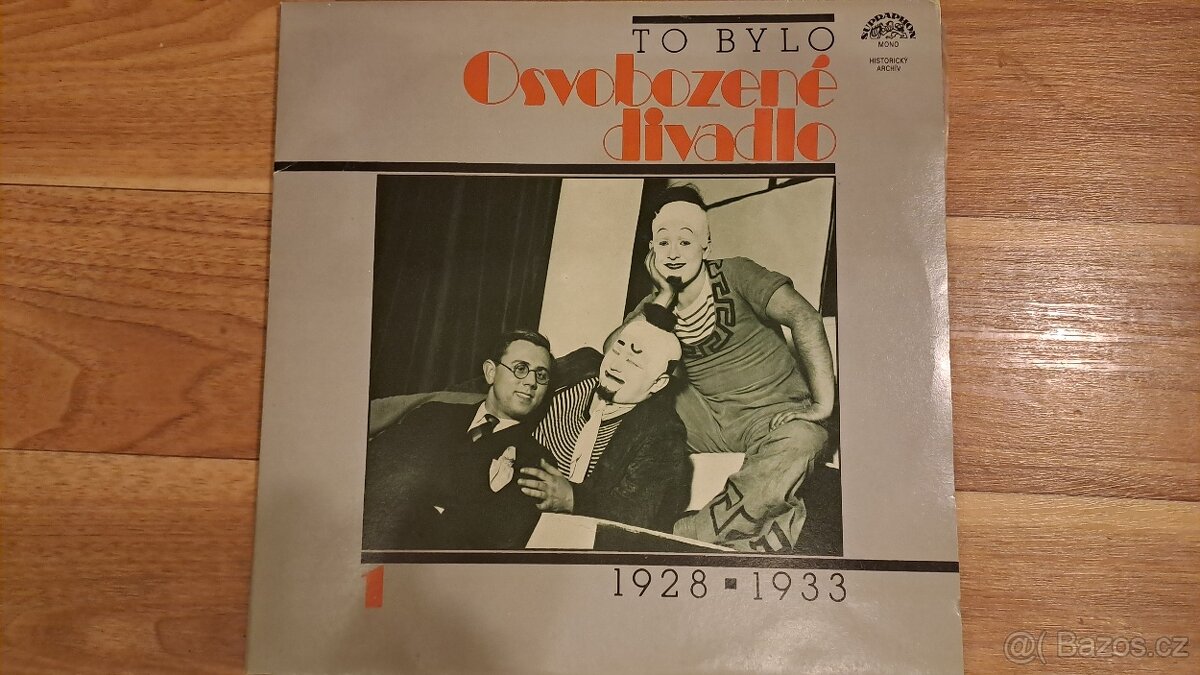 TO BYLO
Osvobozené
divadlo
SUPRAPHON
MONO
HISTORICKÝ
ARCHÍV
1
1928 ▪ 1933
@( Bazos.cz